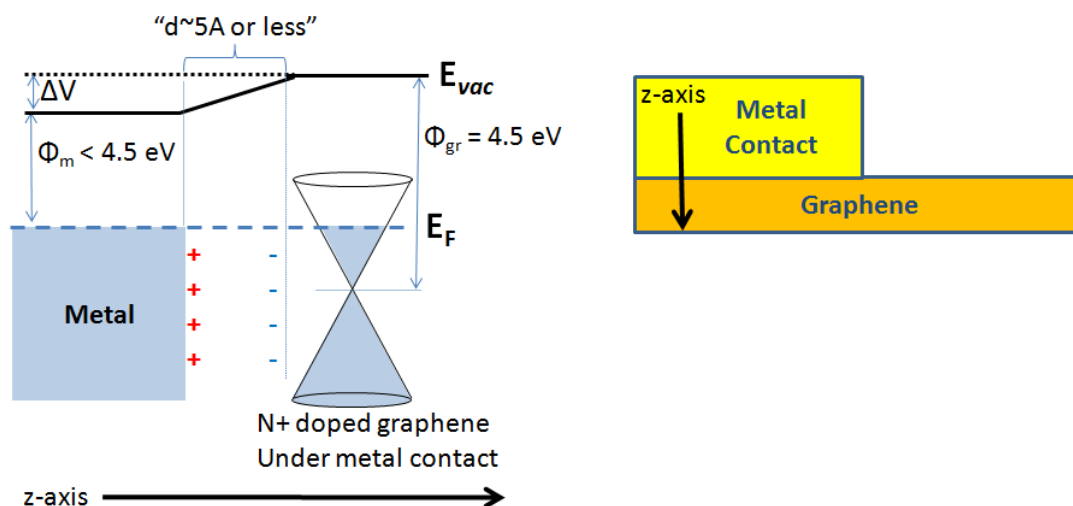 “d~5A or less”
ΔV
E_vac
Φ_m < 4.5 eV
Φ_gr = 4.5 eV
E_F
+ -
+ -
Metal
+ -
+ -
N+ doped graphene
Under metal contact
z-axis
z-axis
Metal
Contact
Graphene